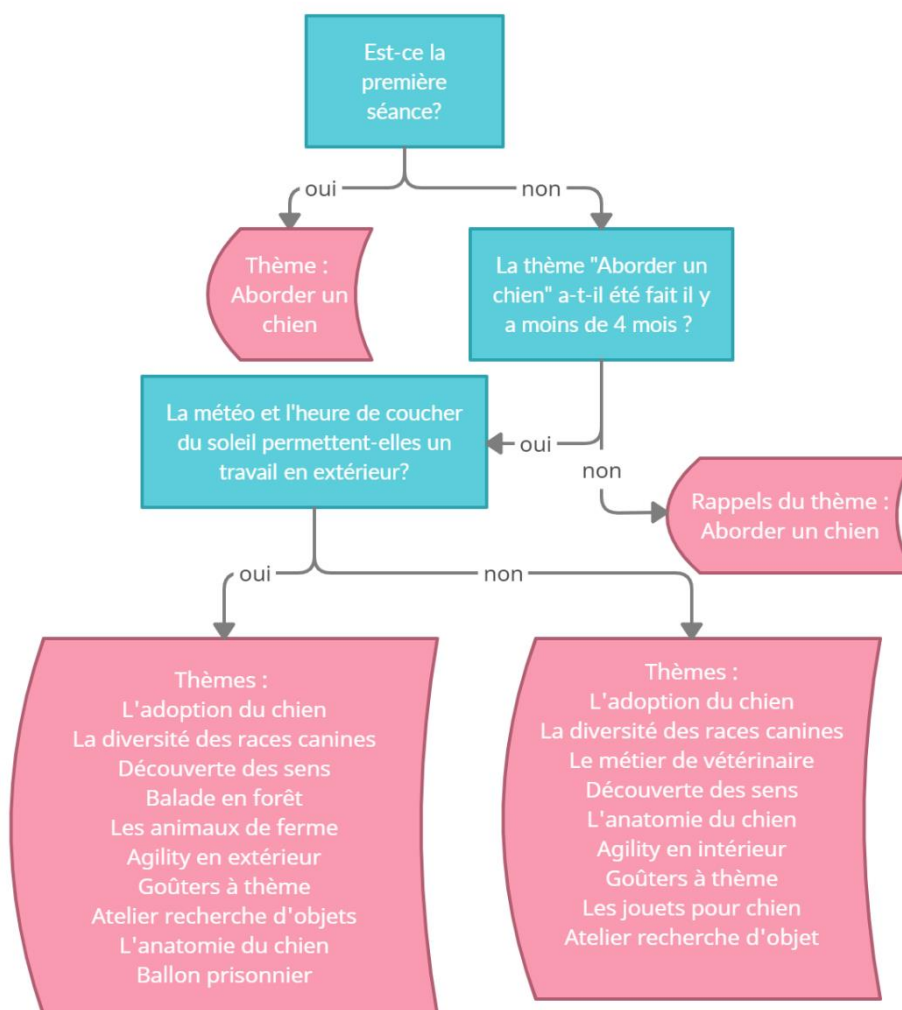 Est-ce la
première
séance?
oui
non
Thème :
Aborder un
chien
La thème "Aborder un
chien" a-t-il été fait il y
a moins de 4 mois ?
La météo et l'heure de coucher
du soleil permettent-elles un
travail en extérieur?
oui
non
Rappels du thème :
Aborder un chien
oui
non
Thèmes :
L'adoption du chien
La diversité des races canines
Découverte des sens
Balade en forêt
Les animaux de ferme
Agility en extérieur
Goûters à thème
Atelier recherche d'objets
L'anatomie du chien
Ballon prisonnier
Thèmes :
L'adoption du chien
La diversité des races canines
Le métier de vétérinaire
Découverte des sens
L'anatomie du chien
Agility en intérieur
Goûters à thème
Les jouets pour chien
Atelier recherche d'objet